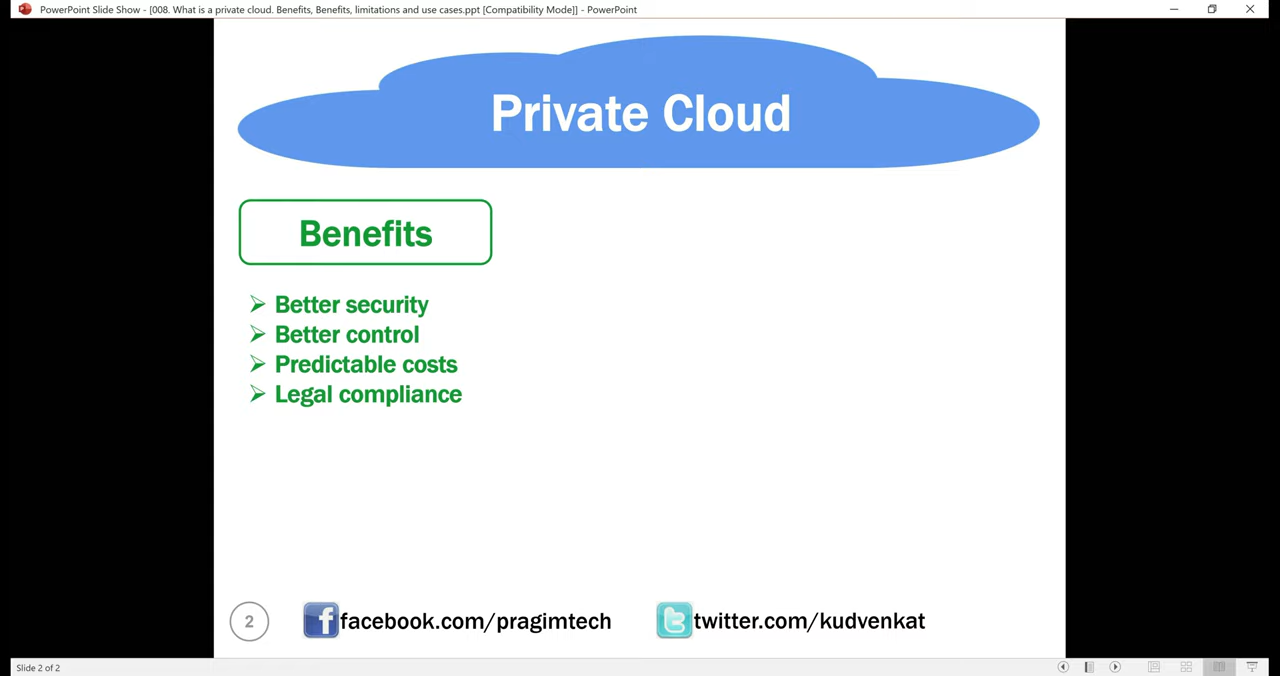 PowerPoint Slide Show - [008. What is a private cloud. Benefits, Benefits, limitations and use cases.ppt [Compatibility Mode]] - PowerPoint
Private Cloud
Benefits
Better security
Better control
Predictable costs
Legal compliance
2
facebook.com/pragimtech
twitter.com/kudvenkat
Slide 2 of 2